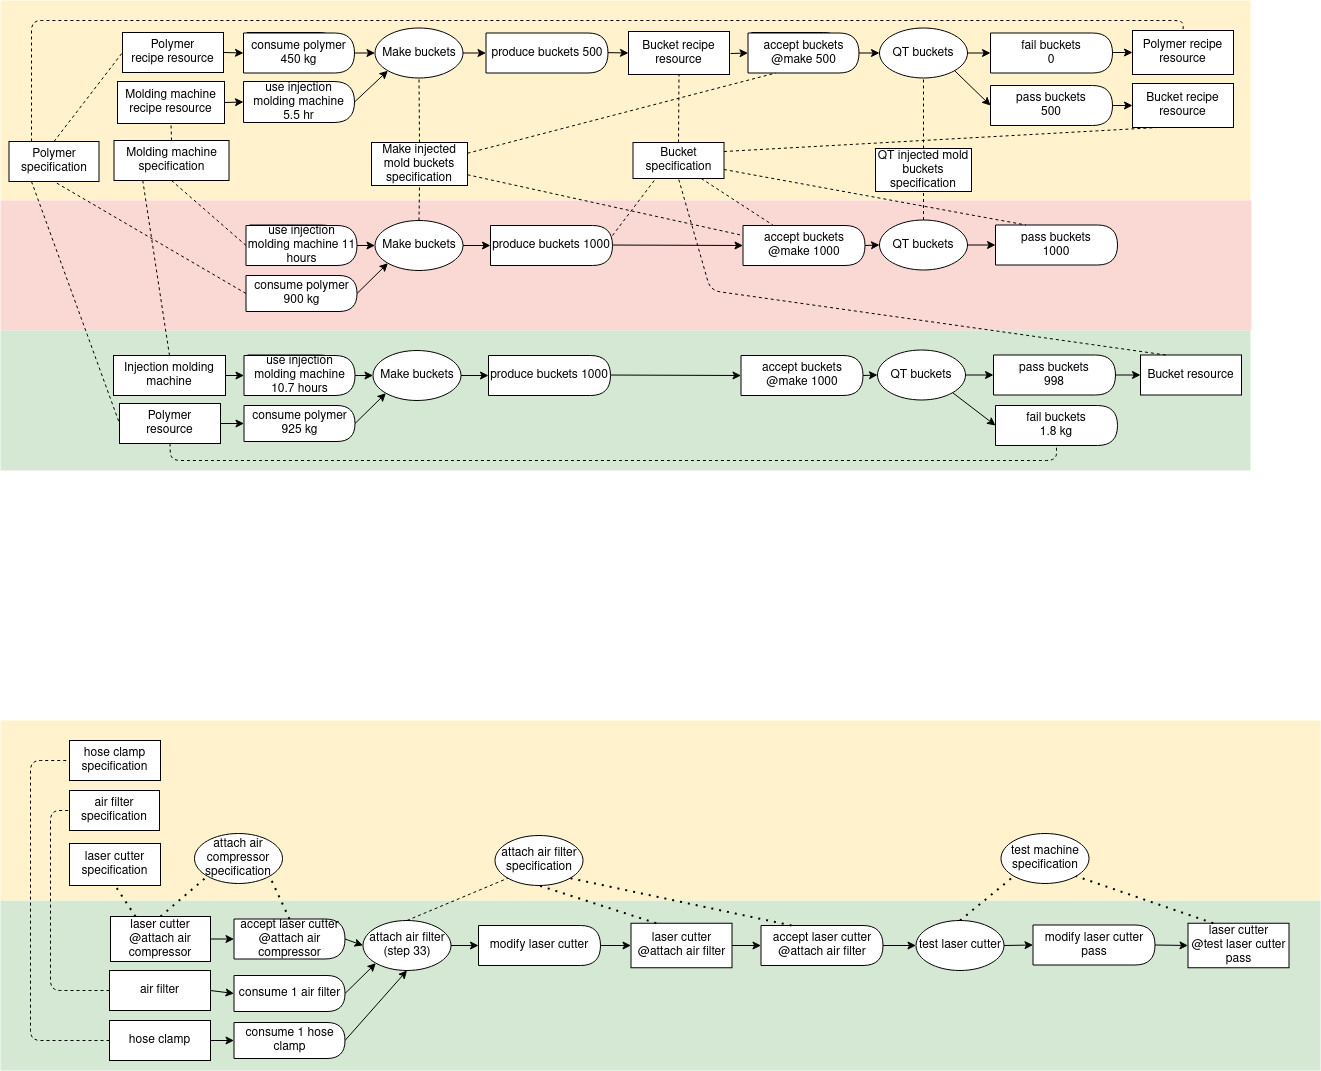 Polymer
recipe resource
consume polymer
450 kg
Make buckets
produce buckets 500
Bucket recipe
resource
accept buckets
@make 500
QT buckets
fail buckets
0
Polymer recipe
resource
Molding machine
recipe resource
use injection
molding machine
5.5 hr
pass buckets
500
Bucket recipe
resource
Polymer
specification
Molding machine
specification
Make injected
mold buckets
specification
Bucket
specification
QT injected mold
buckets
specification
use injection
molding machine 11
hours
Make buckets
produce buckets 1000
accept buckets
@make 1000
QT buckets
pass buckets
1000
consume polymer
900 kg
Injection molding
machine
use injection
molding machine
10.7 hours
Make buckets
produce buckets 1000
accept buckets
@make 1000
QT buckets
pass buckets
998
Bucket resource
Polymer
resource
consume polymer
925 kg
fail buckets
1.8 kg
hose clamp
specification
air filter
specification
laser cutter
specification
attach air
compressor
specification
attach air filter
specification
test machine
specification
laser cutter
@attach air
compressor
accept laser cutter
@attach air
compressor
attach air filter
(step 33)
modify laser cutter
laser cutter
@attach air filter
accept laser cutter
@attach air filter
test laser cutter
modify laser cutter
pass
laser cutter
@test laser cutter
pass
air filter
consume 1 air filter
hose clamp
consume 1 hose
clamp